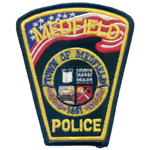 MEDFIELD
TOWN OF MEDFIELD
1651
POLICE